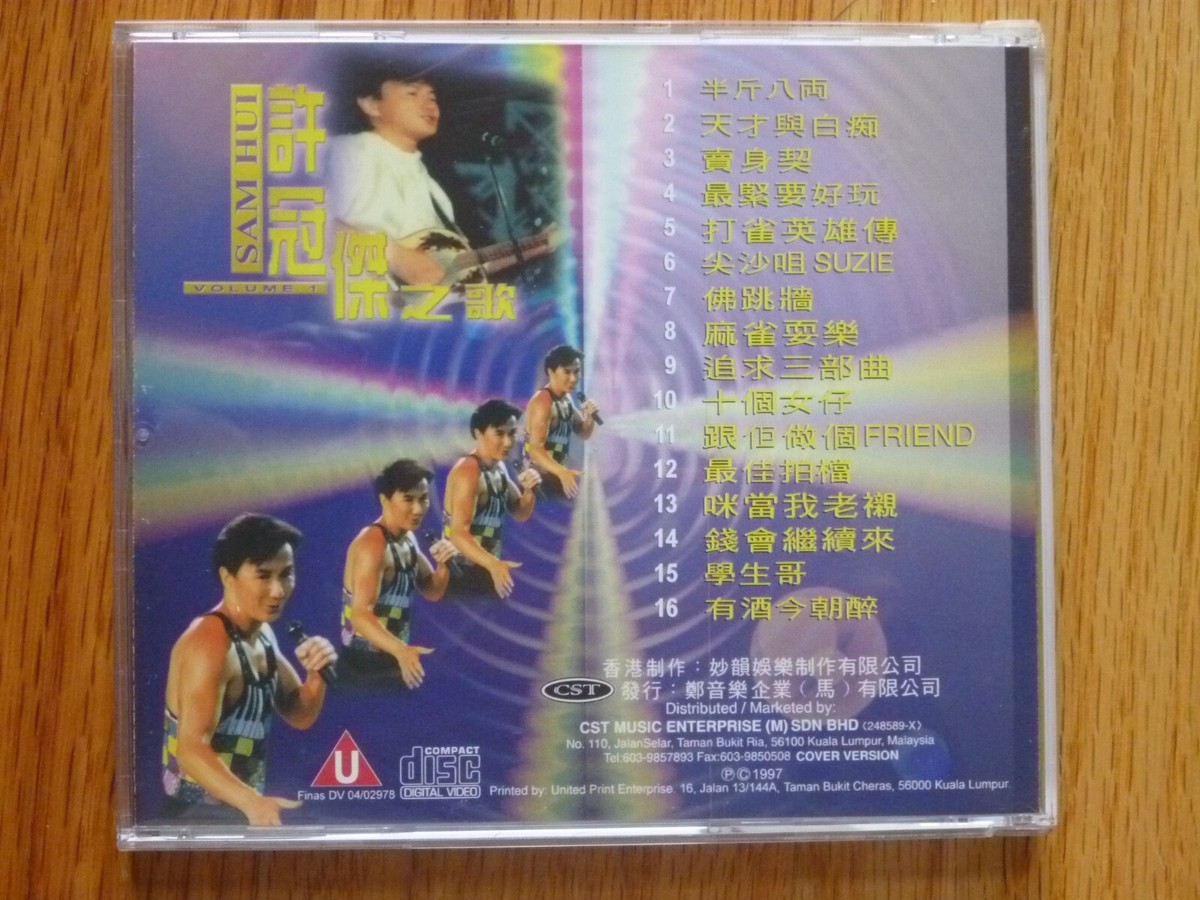 SAM HUI
許冠傑之歌
VOLUME 1
1 半斤八両
2 天才與白痴
3 賣身契
4 最緊要好玩
5 打雀英雄傳
6 尖沙咀 SUZIE
7 佛跳牆
8 麻雀耍樂
9 追求三部曲
10 十個女仔
11 跟佢做個FRIEND
12 最佳拍檔
13 咪當我老襯
14 錢會繼續來
15 學生哥
16 有酒今朝醉
香港制作：妙韻娛樂制作有限公司
CST 發行：鄭音樂企業（馬）有限公司
Distributed / Marketed by:
CST MUSIC ENTERPRISE (M) SDN BHD (248589-X)
No. 110, JalanSelar, Taman Bukit Ria, 56100 Kuala Lumpur, Malaysia
Tel:603-9857893 Fax:603-9850508 COVER VERSION
ⓅⒸ1997
U
Finas DV 04/02978
COMPACT
disc
DIGITAL VIDEO
Printed by: United Print Enterprise. 16, Jalan 13/144A, Taman Bukit Cheras, 56000 Kuala Lumpur.